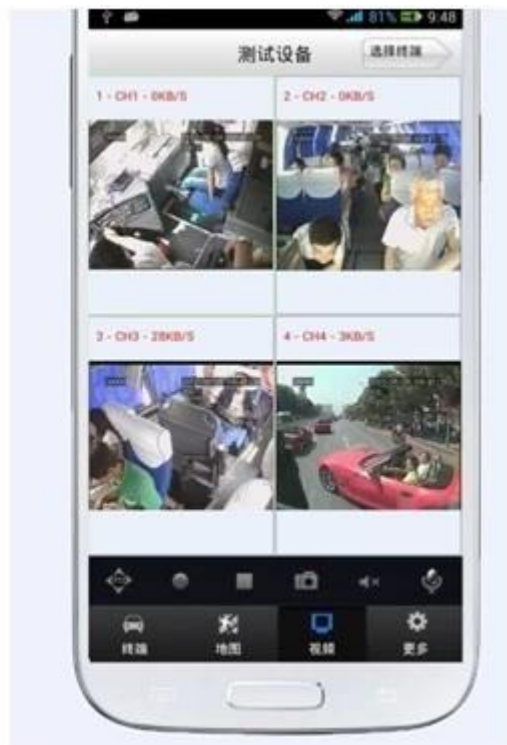 81% 9:48
测试设备 选择终端
1 - CH1 - 0KB/S
2 - CH2 - 0KB/S
3 - CH3 - 28KB/S
4 - CH4 - 3KB/S
终端 地图 视频 更多